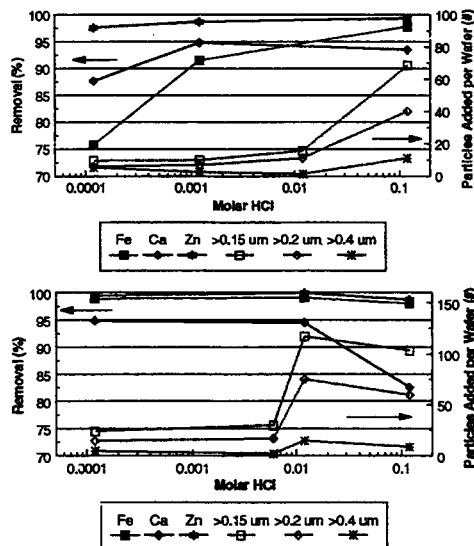 Removal (%)
100
95
90
85
80
75
70
100
80
60
40
20
0
Particles Added per Wafer (#)
0.0001 0.001 0.01 0.1
Molar HCl
Fe Ca Zn >0.15 um >0.2 um >0.4 um
Removal (%)
100
95
90
85
80
75
70
150
100
50
0
Particles Added per Wafer (#)
0.0001 0.001 0.01 0.1
Molar HCl
Fe Ca Zn >0.15 um >0.2 um >0.4 um